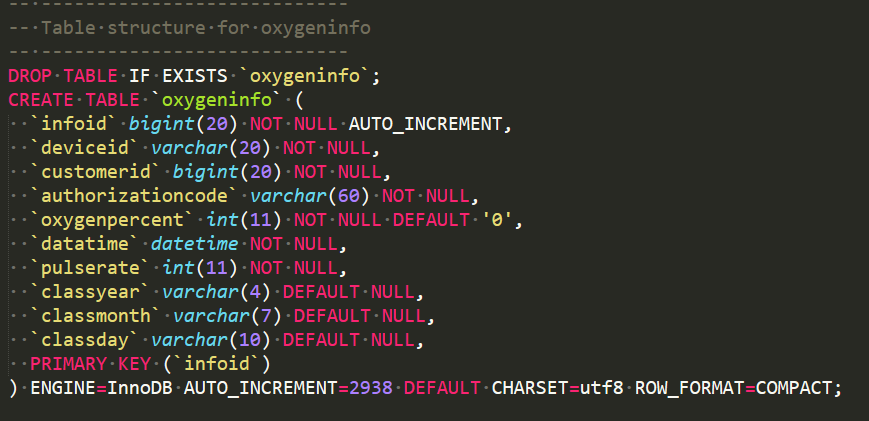 -- ----------------------------
-- Table structure for oxygeninfo
-- ----------------------------
DROP TABLE IF EXISTS `oxygeninfo`;
CREATE TABLE `oxygeninfo` (
  `infoid` bigint(20) NOT NULL AUTO_INCREMENT,
  `deviceid` varchar(20) NOT NULL,
  `customerid` bigint(20) NOT NULL,
  `authorizationcode` varchar(60) NOT NULL,
  `oxygenpercent` int(11) NOT NULL DEFAULT '0',
  `datatime` datetime NOT NULL,
  `pulserate` int(11) NOT NULL,
  `classyear` varchar(4) DEFAULT NULL,
  `classmonth` varchar(7) DEFAULT NULL,
  `classday` varchar(10) DEFAULT NULL,
  PRIMARY KEY (`infoid`)
) ENGINE=InnoDB AUTO_INCREMENT=2938 DEFAULT CHARSET=utf8 ROW_FORMAT=COMPACT;